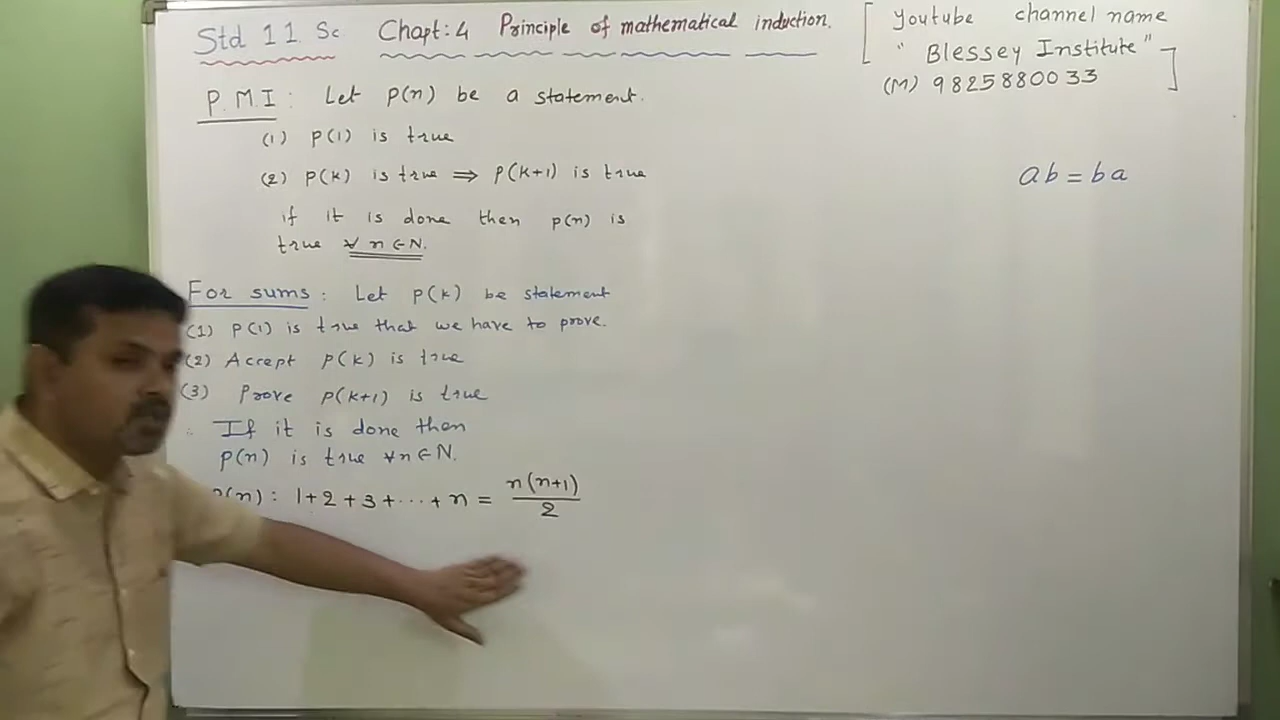 Std 11 Sc Chapt: 4 Principle of mathematical induction.
[ Youtube channel name
" Blessey Institute "
(M) 9825880033 ]
P.M.I : Let p(n) be a statement.
(1) p(1) is true
(2) p(k) is true ⟹ p(k+1) is true
if it is done then p(n) is
true ∀ n ∈ N.
ab = ba
For sums : Let p(k) be statement
(1) p(1) is true that we have to prove.
(2) Accept p(k) is true
(3) Prove p(k+1) is true
∴ If it is done then
p(n) is true ∀n ∈ N.
p(n) : 1+2+3+...+n = n(n+1)/2